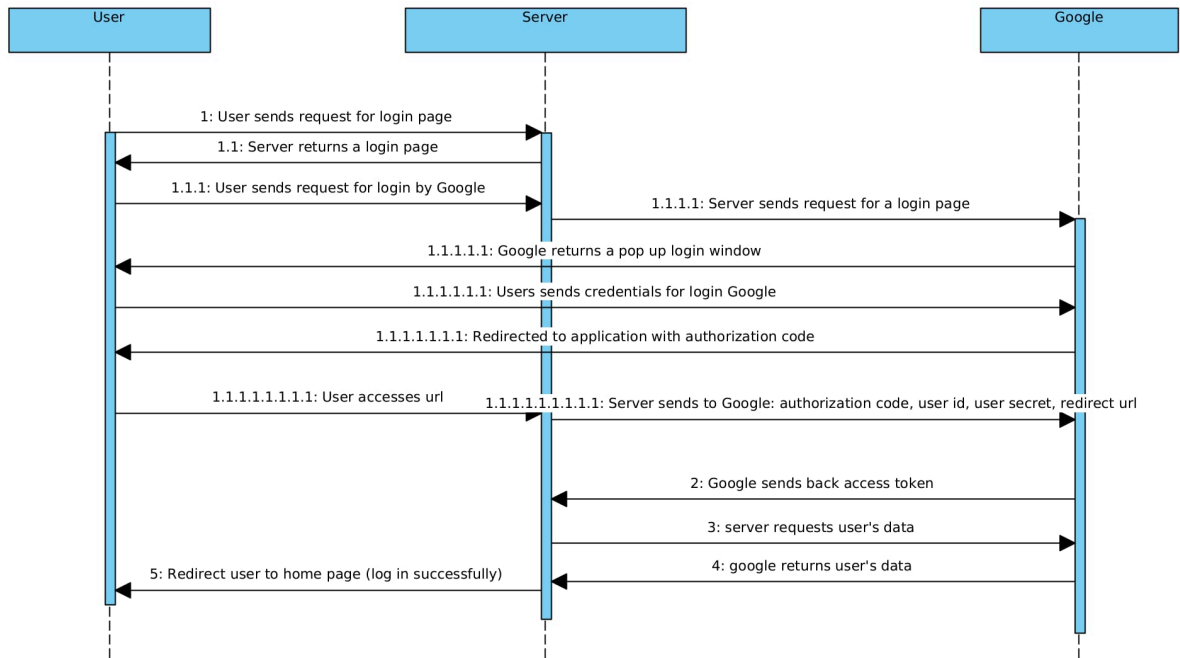 User
Server
Google
1: User sends request for login page
1.1: Server returns a login page
1.1.1: User sends request for login by Google
1.1.1.1: Server sends request for a login page
1.1.1.1.1: Google returns a pop up login window
1.1.1.1.1.1: Users sends credentials for login Google
1.1.1.1.1.1.1: Redirected to application with authorization code
1.1.1.1.1.1.1.1: User accesses url
1.1.1.1.1.1.1.1.1: Server sends to Google: authorization code, user id, user secret, redirect url
2: Google sends back access token
3: server requests user's data
4: google returns user's data
5: Redirect user to home page (log in successfully)